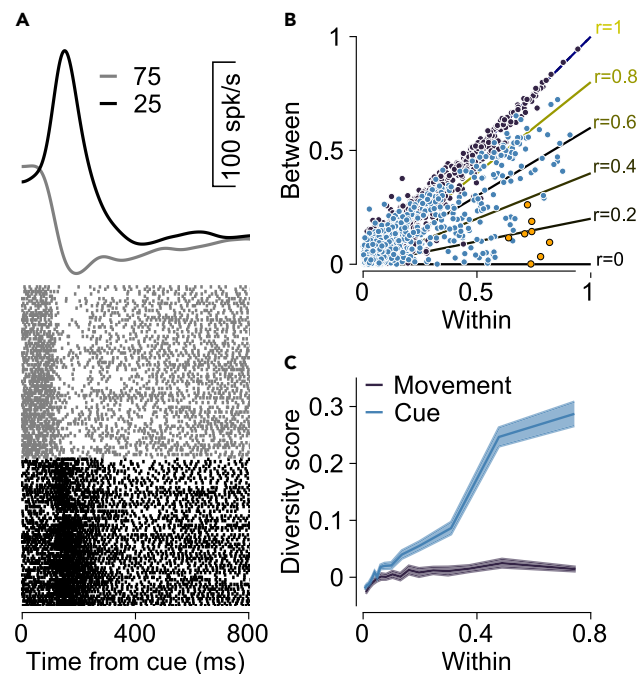 A
75
25
100 spk/s
0
400
800
Time from cue (ms)
B
Between
1
0.5
0
0
0.5
1
Within
r=1
r=0.8
r=0.6
r=0.4
r=0.2
r=0
C
Diversity score
0.3
0.2
0.1
0
Movement
Cue
0
0.4
0.8
Within